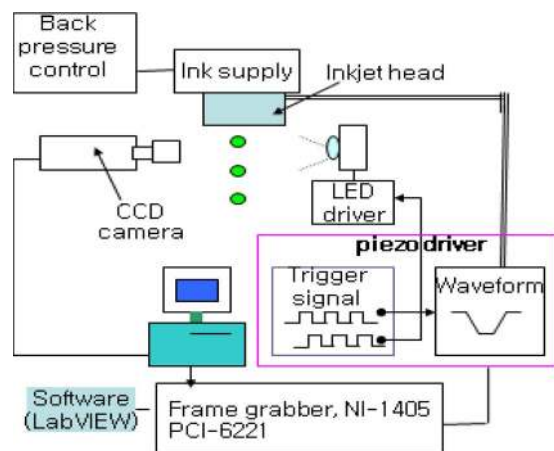 Back
pressure
control
Ink supply
Inkjet head
CCD
camera
LED
driver
piezo driver
Trigger
signal
Waveform
Software
(LabVIEW)
Frame grabber, NI-1405
PCI-6221